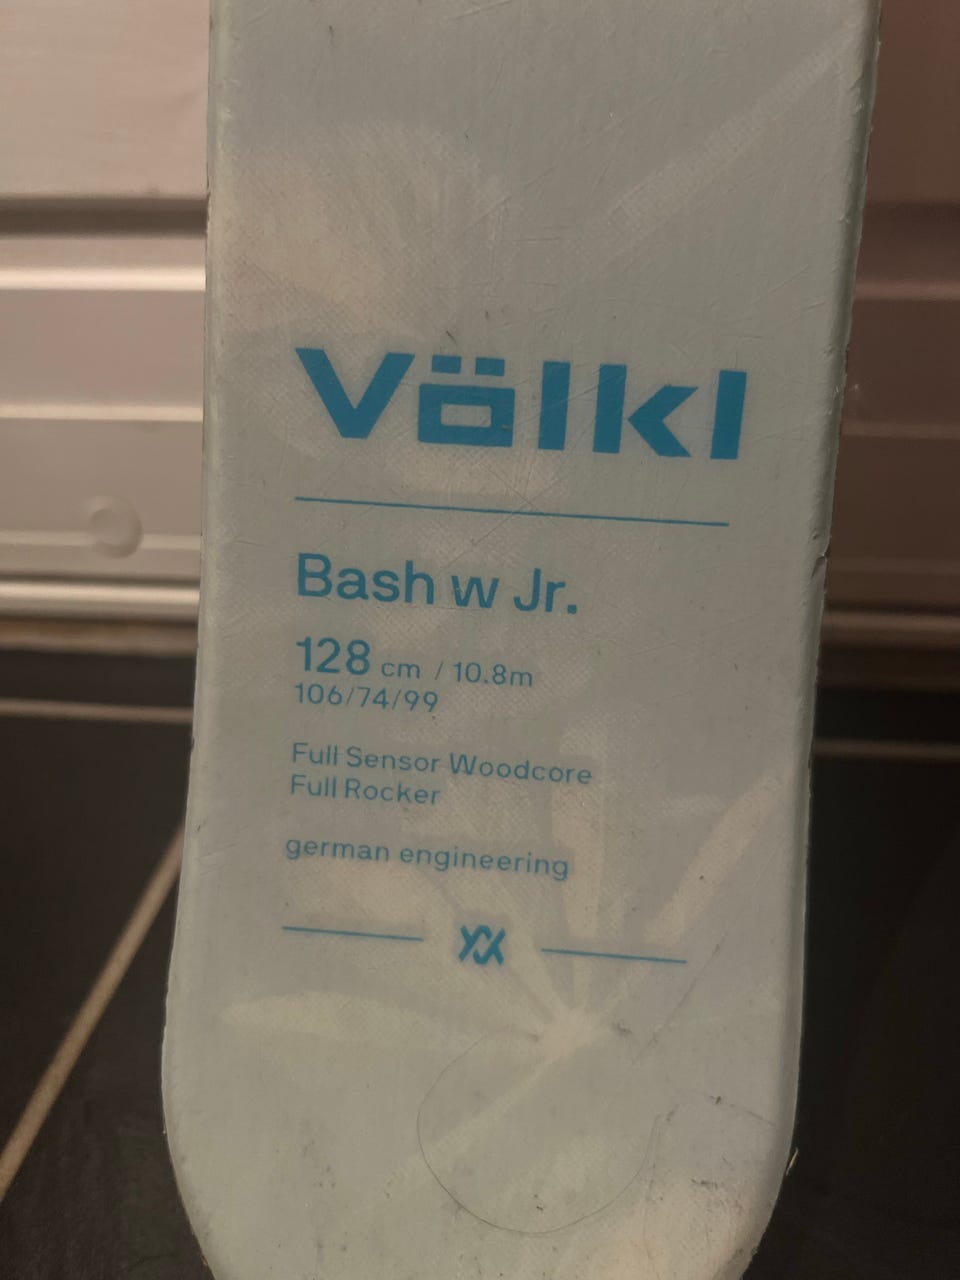 Völkl
Bash w Jr.
128 cm / 10.8m
106/74/99
Full Sensor Woodcore
Full Rocker
german engineering